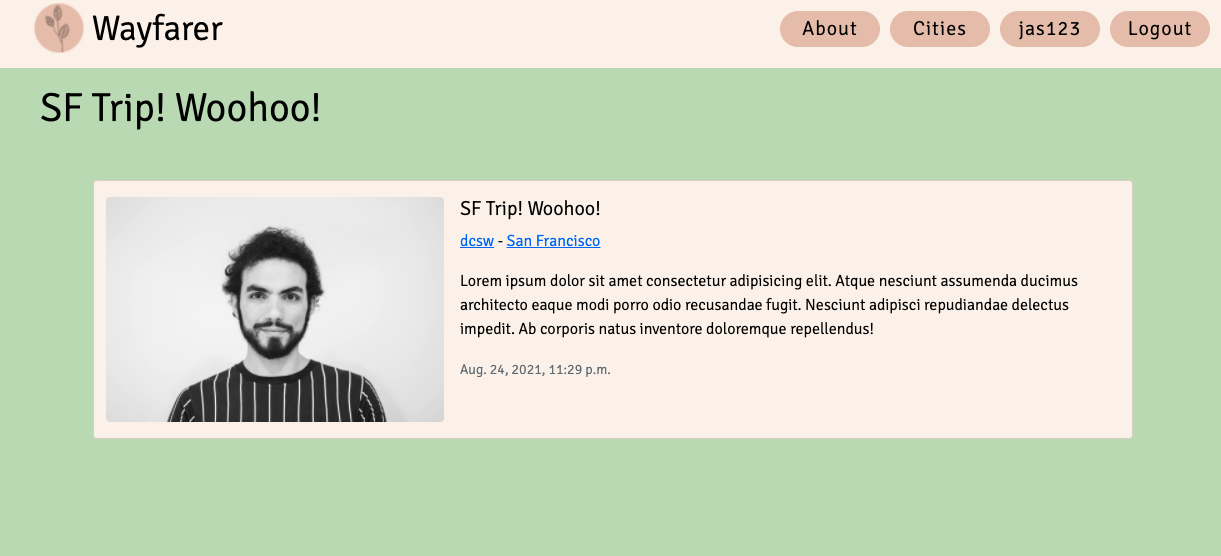 Wayfarer
About
Cities
jas123
Logout
SF Trip! Woohoo!
SF Trip! Woohoo!
dcsw - San Francisco
Lorem ipsum dolor sit amet consectetur adipisicing elit. Atque nesciunt assumenda ducimus
architecto eaque modi porro odio recusandae fugit. Nesciunt adipisci repudiandae delectus
impedit. Ab corporis natus inventore doloremque repellendus!
Aug. 24, 2021, 11:29 p.m.